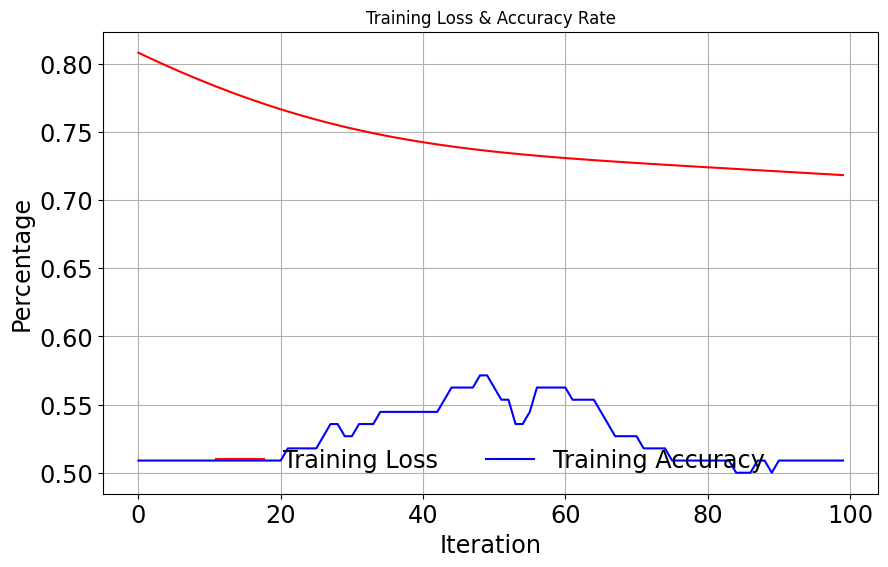 Training Loss & Accuracy Rate
0.80
0.75
0.70
0.65
0.60
0.55
0.50
Percentage
Training Loss Training Accuracy
0 20 40 60 80 100
Iteration